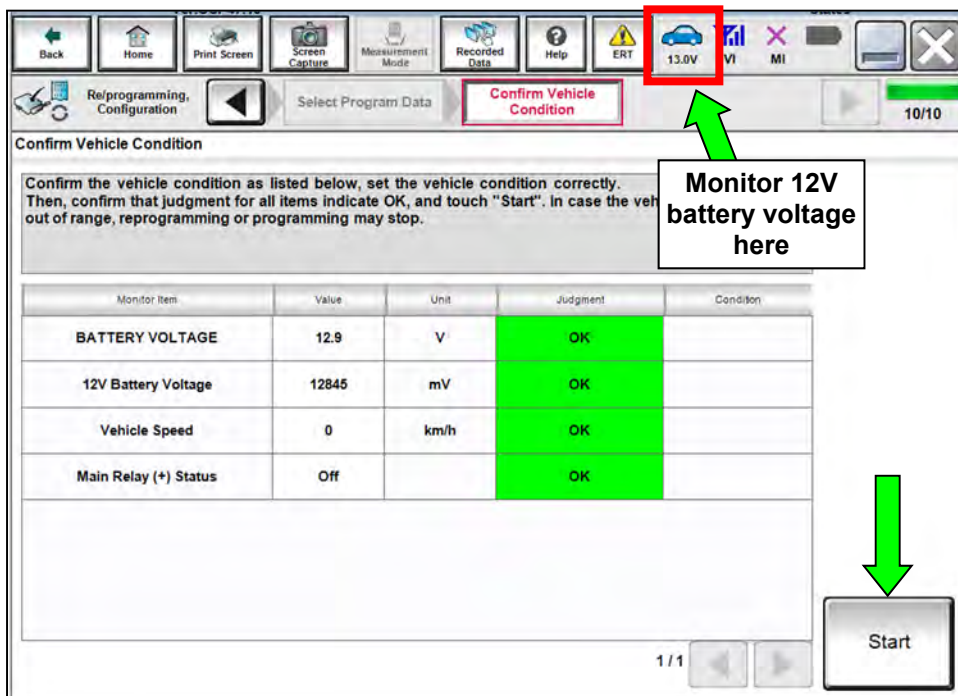 Back
Home
Print Screen
Screen
Capture
Measurement
Mode
Recorded
Data
Help
ERT
13.0V
VI
MI
Re/programming,
Configuration
Select Program Data
Confirm Vehicle
Condition
10/10
Confirm Vehicle Condition
Confirm the vehicle condition as listed below, set the vehicle condition correctly.
Then, confirm that judgment for all items indicate OK, and touch "Start". In case the veh
out of range, reprogramming or programming may stop.
Monitor 12V
battery voltage
here
Monitor Item Value Unit Judgment Condition
BATTERY VOLTAGE 12.9 V OK
12V Battery Voltage 12845 mV OK
Vehicle Speed 0 km/h OK
Main Relay (+) Status Off OK
Start
1/1